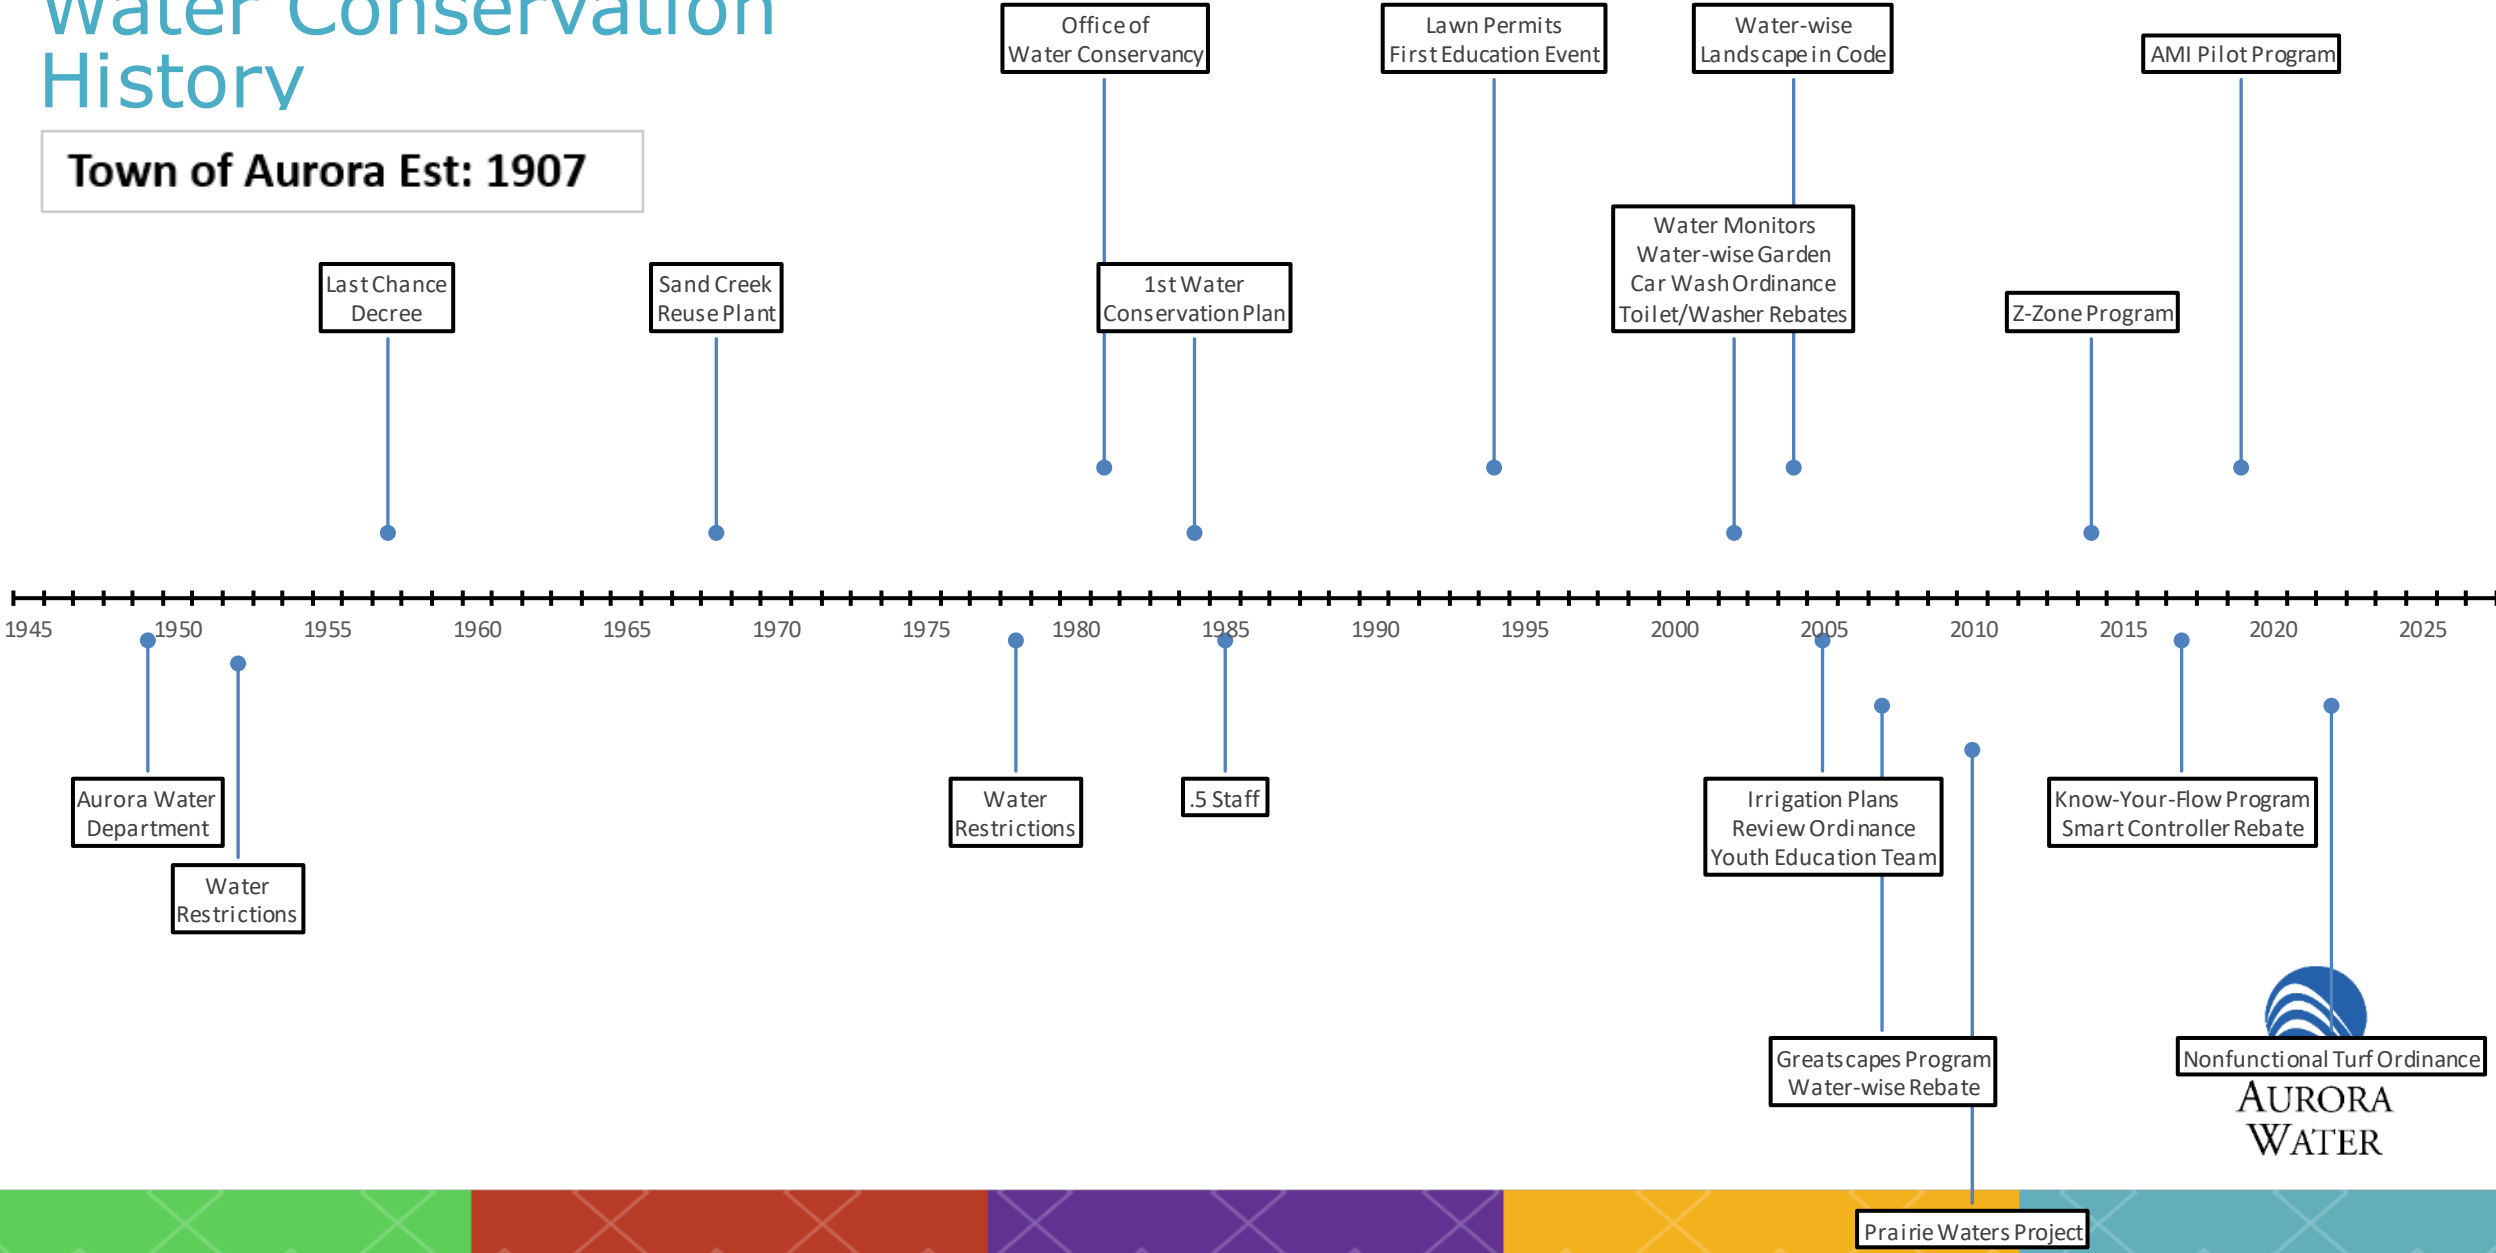 Water Conservation
History
Town of Aurora Est: 1907
Office of
Water Conservancy
Lawn Permits
First Education Event
Water-wise
Landscape in Code
AMI Pilot Program
Last Chance
Decree
Sand Creek
Reuse Plant
1st Water
Conservation Plan
Water Monitors
Water-wise Garden
Car Wash Ordinance
Toilet/Washer Rebates
Z-Zone Program
1945 1950 1955 1960 1965 1970 1975 1980 1985 1990 1995 2000 2005 2010 2015 2020 2025
Aurora Water
Department
Water
Restrictions
Water
Restrictions
.5 Staff
Irrigation Plans
Review Ordinance
Youth Education Team
Know-Your-Flow Program
Smart Controller Rebate
Greatscapes Program
Water-wise Rebate
Nonfunctional Turf Ordinance
AURORA
WATER
Prairie Waters Project